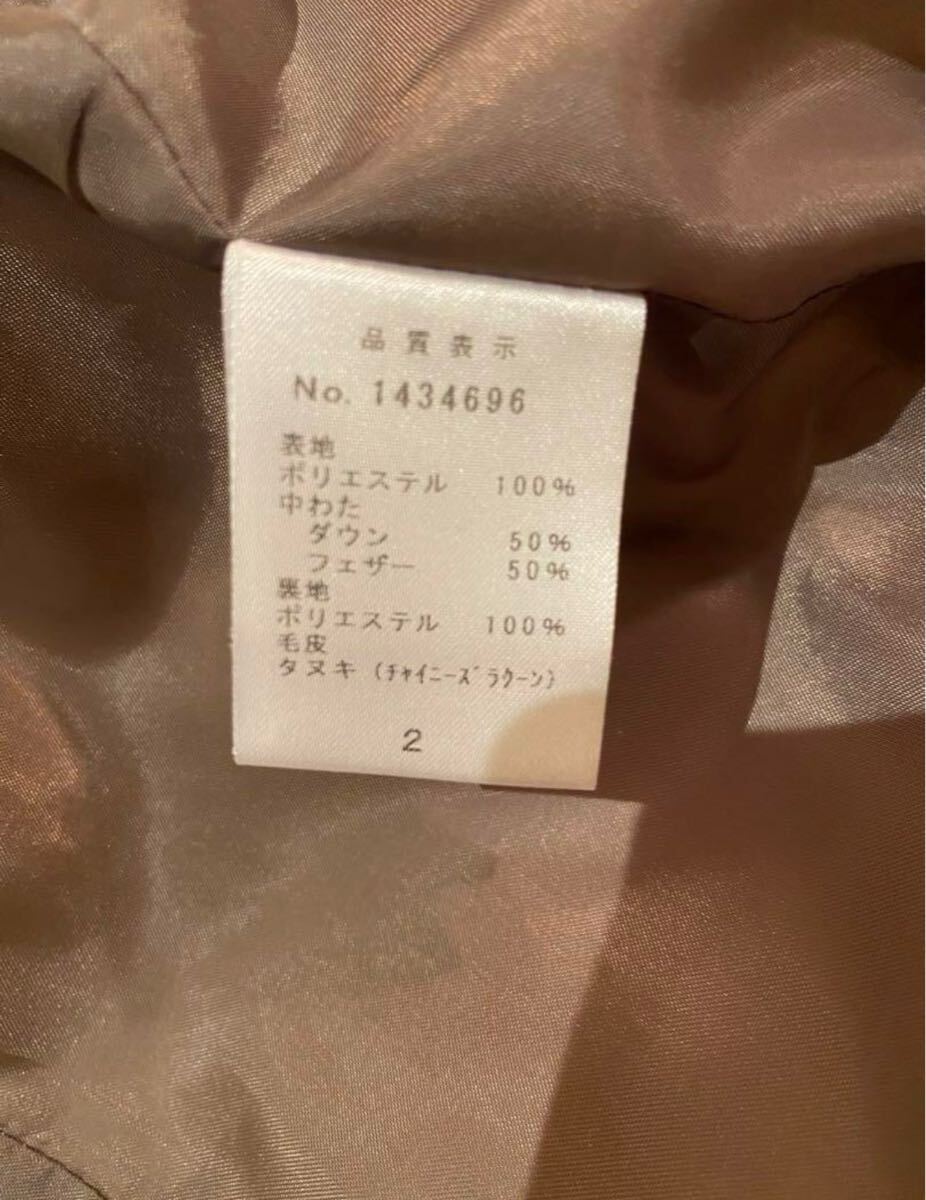 品質表示
No. 1434696
表地
ポリエステル 100%
中わた
ダウン 50%
フェザー 50%
裏地
ポリエステル 100%
毛皮
タヌキ (ﾁｬｲﾆｰｽﾞﾗｸｰﾝ)
2